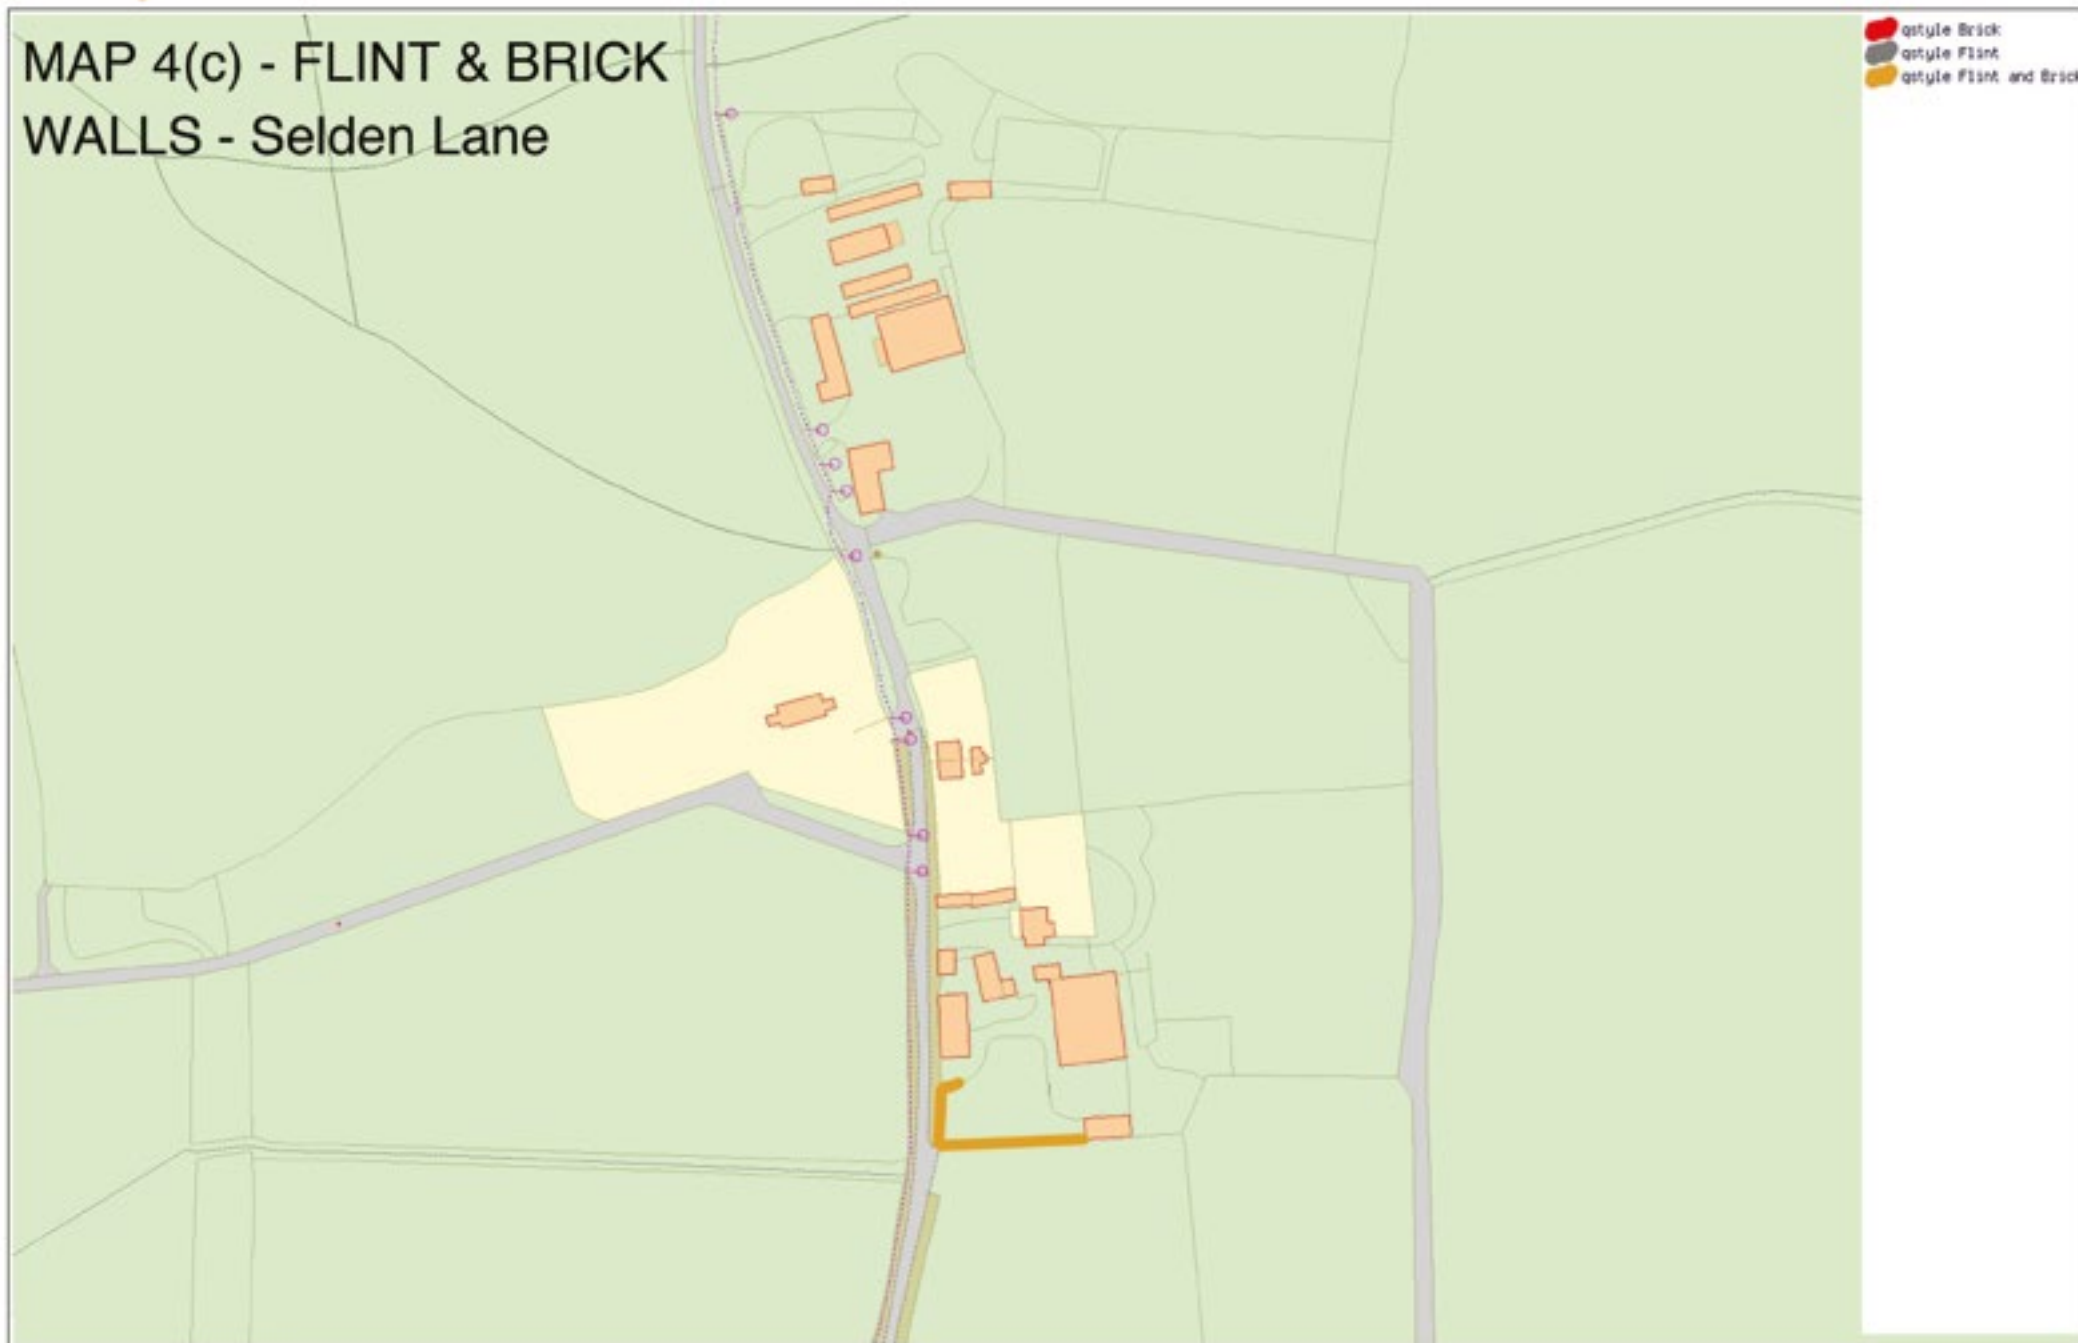 MAP 4(c) - FLINT & BRICK
WALLS - Selden Lane
qstyle Brick
qstyle Flint
qstyle Flint and Brick